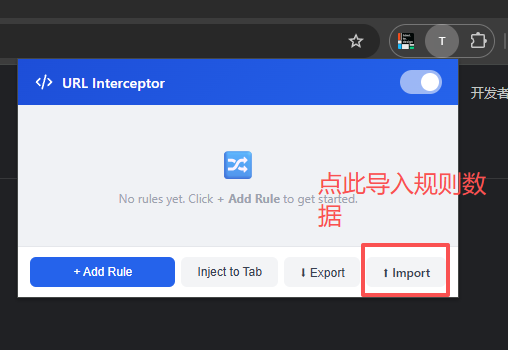 T
开发者
URL Interceptor
点此导入规则数
据
No rules yet. Click + Add Rule to get started.
+ Add Rule
Inject to Tab
⬇ Export
⬆ Import